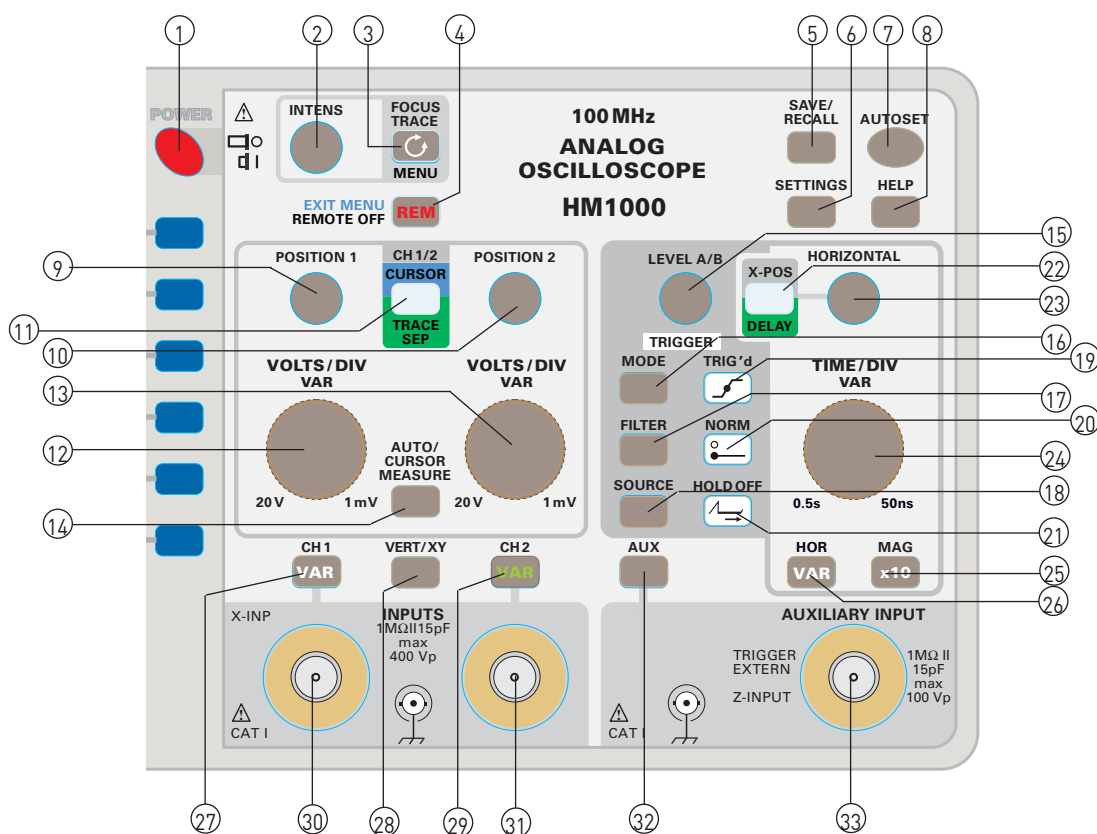 1 2 3 4 5 6 7 8
POWER
INTENS
FOCUS
TRACE
MENU
EXIT MENU
REMOTE OFF
REM
100 MHz
ANALOG
OSCILLOSCOPE
HM1000
SAVE/
RECALL
AUTOSET
SETTINGS
HELP
9
11
10
13
12
14
POSITION 1
CH 1/2
CURSOR
TRACE
SEP
POSITION 2
VOLTS / DIV
VAR
20 V
1 mV
AUTO/
CURSOR
MEASURE
VOLTS / DIV
VAR
20 V
1 mV
LEVEL A/B
X-POS
DELAY
HORIZONTAL
TRIGGER
MODE
TRIG'd
FILTER
NORM
SOURCE
HOLD OFF
TIME / DIV
VAR
0.5s
50ns
15
22
23
16
19
17
20
24
18
21
25
26
CH 1
VAR
VERT/XY
CH 2
VAR
AUX
HOR
VAR
MAG
x10
X-INP
INPUTS
1MΩII15pF
max
400 Vp
CAT I
CAT I
AUXILIARY INPUT
TRIGGER
EXTERN
Z-INPUT
1MΩ II
15pF
max
100 Vp
27 30 28 29 31 32 33